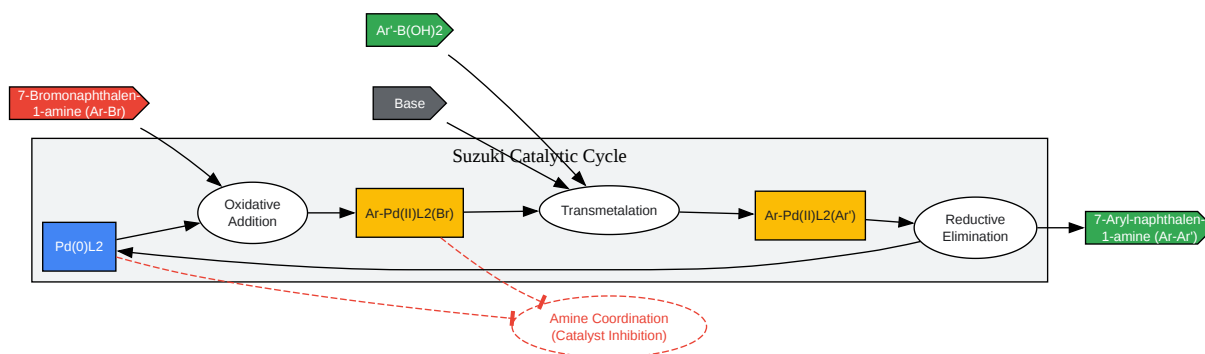 Ar'-B(OH)2
7-Bromonaphthalen-
1-amine (Ar-Br)
Base
Suzuki Catalytic Cycle
Oxidative
Addition
Ar-Pd(II)L2(Br)
Transmetalation
Ar-Pd(II)L2(Ar')
Reductive
Elimination
7-Aryl-naphthalen-
1-amine (Ar-Ar')
Pd(0)L2
Amine Coordination
(Catalyst Inhibition)